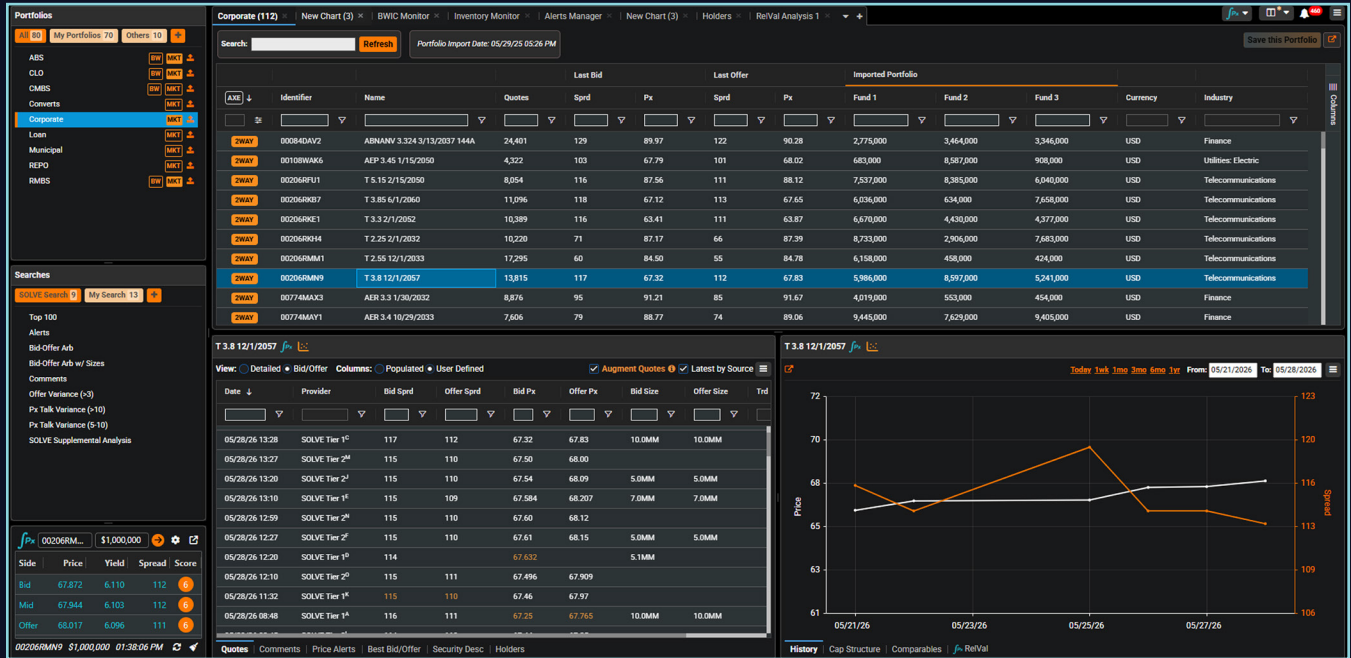 Portfolios
All 80 My Portfolios 70 Others 10 +
ABS BW MKT
CLO BW MKT
CMBS BW MKT
Converts MKT
Corporate MKT
Loan MKT
Municipal MKT
REPO MKT
RMBS BW MKT
Searches
SOLVE Search 9 My Search 13 +
Top 100
Alerts
Bid-Offer Arb
Bid-Offer Arb w/ Sizes
Comments
Offer Variance (>3)
Px Talk Variance (>10)
Px Talk Variance (5-10)
SOLVE Supplemental Analysis
Px 00206RM... $1,000,000
Side Price Yield Spread Score
Bid 67.872 6.110 112 6
Mid 67.944 6.103 112 6
Offer 68.017 6.096 111 6
00206RMN9 $1,000,000 01:38:06 PM
Corporate (112) × New Chart (3) × BWIC Monitor × Inventory Monitor × Alerts Manager × New Chart (3) × Holders × RelVal Analysis 1 × +
Px 460
Search: Refresh Portfolio Import Date: 05/29/25 05:26 PM Save this Portfolio
Last Bid Last Offer Imported Portfolio
AXE ↓ Identifier Name Quotes Sprd Px Sprd Px Fund 1 Fund 2 Fund 3 Currency Industry
Columns
2WAY 00084DAV2 ABNANV 3.324 3/13/2037 144A 24,401 129 89.97 122 90.28 2,775,000 3,464,000 3,346,000 USD Finance
2WAY 00108WAK6 AEP 3.45 1/15/2050 4,322 103 67.79 101 68.02 683,000 8,587,000 908,000 USD Utilities: Electric
2WAY 00206RFU1 T 5.15 2/15/2050 8,054 116 87.56 111 88.12 7,537,000 8,385,000 6,040,000 USD Telecommunications
2WAY 00206RKB7 T 3.85 6/1/2060 11,096 118 67.12 113 67.65 6,036,000 634,000 7,658,000 USD Telecommunications
2WAY 00206RKE1 T 3.3 2/1/2052 10,389 116 63.41 111 63.87 6,670,000 4,430,000 4,377,000 USD Telecommunications
2WAY 00206RKH4 T 2.25 2/1/2032 10,220 71 87.17 66 87.39 8,733,000 2,906,000 7,683,000 USD Telecommunications
2WAY 00206RMM1 T 2.55 12/1/2033 17,295 60 84.50 55 84.78 6,158,000 458,000 424,000 USD Telecommunications
2WAY 00206RMN9 T 3.8 12/1/2057 13,815 117 67.32 112 67.83 5,986,000 8,597,000 5,241,000 USD Telecommunications
2WAY 00774MAX3 AER 3.3 1/30/2032 8,876 95 91.21 85 91.67 4,019,000 553,000 454,000 USD Finance
2WAY 00774MAY1 AER 3.4 10/29/2033 7,606 79 88.77 74 89.06 9,445,000 7,629,000 9,405,000 USD Finance
T 3.8 12/1/2057 Px
View: Detailed Bid/Offer Columns: Populated User Defined Augment Quotes Latest by Source
Date ↓ Provider Bid Sprd Offer Sprd Bid Px Offer Px Bid Size Offer Size Trd
05/28/26 13:28 SOLVE Tier 1C 117 112 67.32 67.83 10.0MM 10.0MM
05/28/26 13:27 SOLVE Tier 2M 115 110 67.50 68.00
05/28/26 13:20 SOLVE Tier 2J 115 110 67.54 68.09 5.0MM 5.0MM
05/28/26 13:10 SOLVE Tier 1E 115 109 67.584 68.207 7.0MM 7.0MM
05/28/26 12:59 SOLVE Tier 2N 115 110 67.60 68.12
05/28/26 12:27 SOLVE Tier 2F 115 110 67.61 68.15 5.0MM 5.0MM
05/28/26 12:20 SOLVE Tier 1D 114 67.632 5.1MM
05/28/26 12:10 SOLVE Tier 2O 115 111 67.496 67.909
05/28/26 11:32 SOLVE Tier 1K 115 110 67.46 67.97
05/28/26 08:48 SOLVE Tier 1A 116 111 67.25 67.765 10.0MM 10.0MM
Quotes Comments Price Alerts Best Bid/Offer Security Desc Holders
T 3.8 12/1/2057 Px
Today 1wk 1mo 3mo 6mo 1yr From: 05/21/2026 To: 05/28/2026
72 123
70 120
68 116
65 113
63 109
61 106
Price
Spread
05/21/26 05/23/26 05/25/26 05/27/26
History Cap Structure Comparables Px RelVal